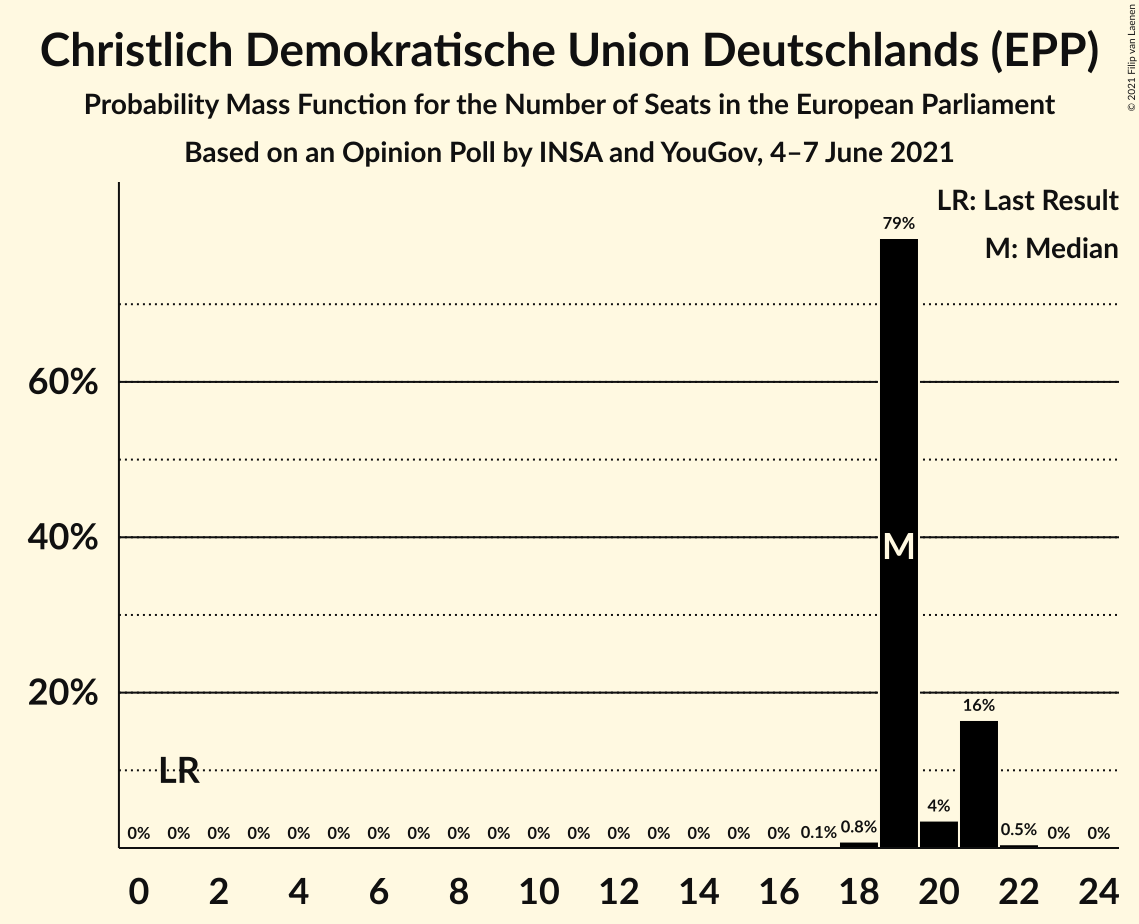 Christlich Demokratische Union Deutschlands (EPP)
Probability Mass Function for the Number of Seats in the European Parliament
Based on an Opinion Poll by INSA and YouGov, 4–7 June 2021
© 2021 Filip van Laenen
LR: Last Result
M: Median
79%
60%
40%
M
20%
16%
LR
0% 0% 0% 0% 0% 0% 0% 0% 0% 0% 0% 0% 0% 0% 0% 0% 0% 0.1% 0.8% 4% 0.5% 0% 0%
0 2 4 6 8 10 12 14 16 18 20 22 24